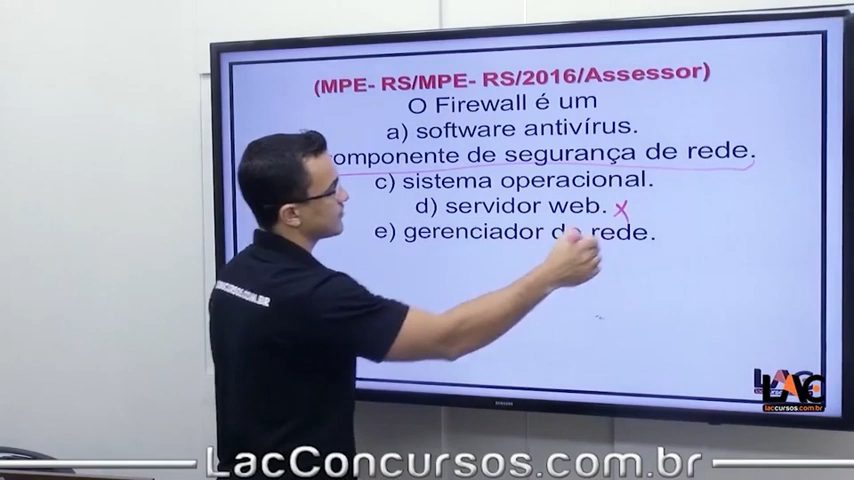 (MPE- RS/MPE- RS/2016/Assessor)
O Firewall é um
a) software antivírus.
omponente de segurança de rede.
c) sistema operacional.
d) servidor web. x
e) gerenciador de rede.
SAMSUNG
LAC
laccursos.com.br
LacConcursos.com.br